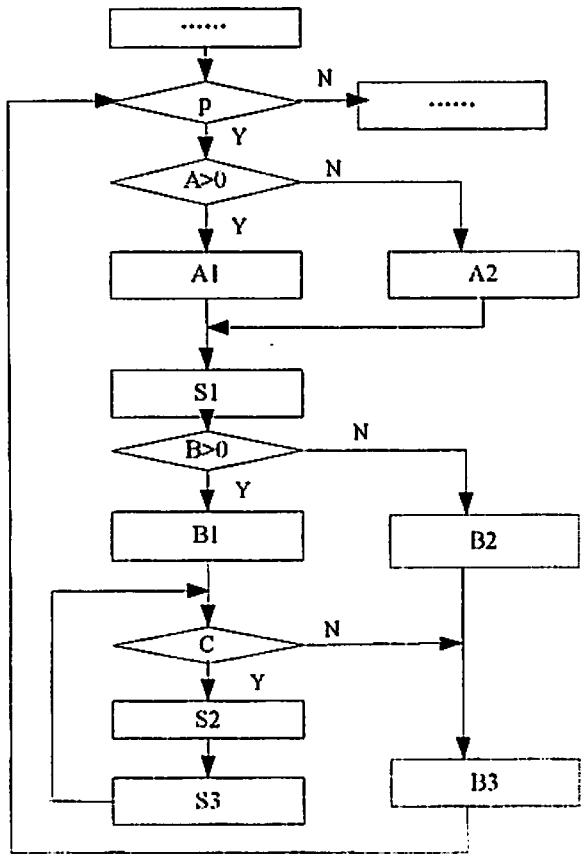 ......
p
N
......
Y
A>0
N
Y
A1
A2
S1
B>0
N
Y
B1
B2
C
N
Y
S2
S3
B3